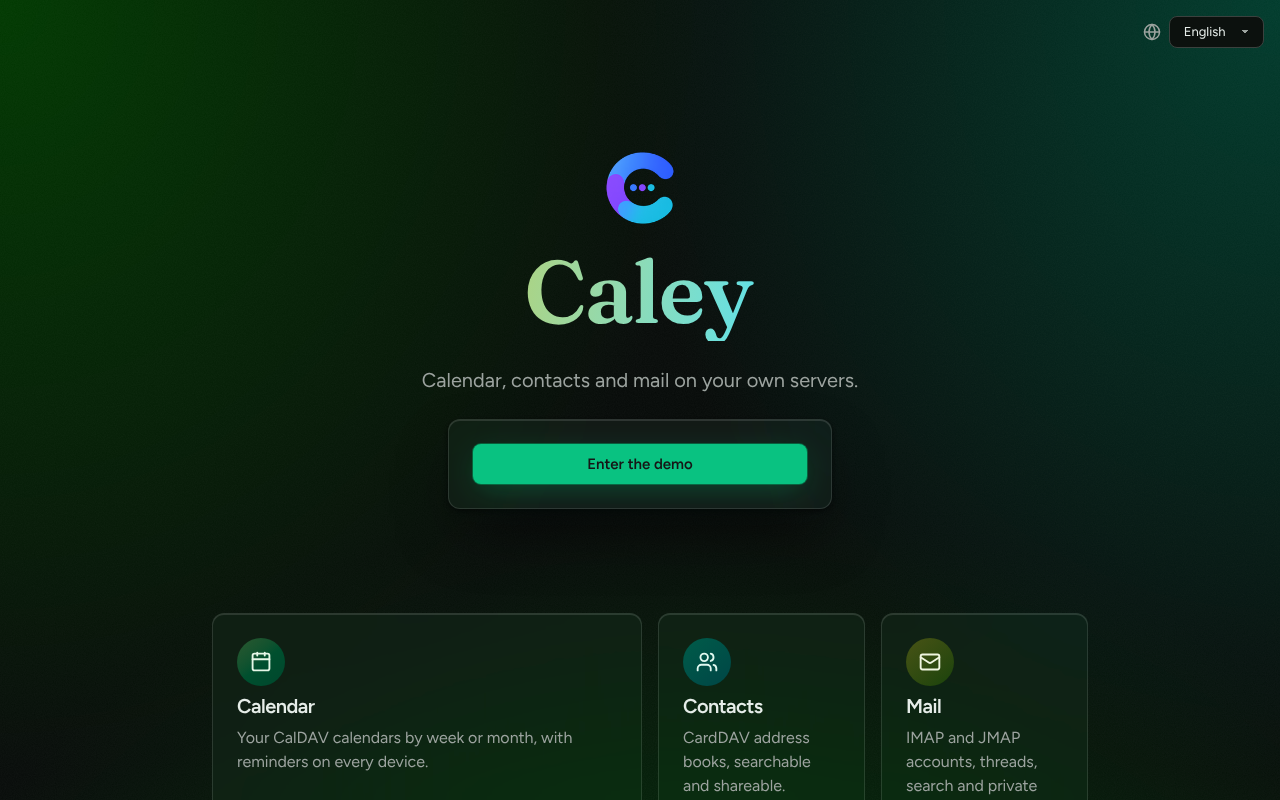 English
Caley
Calendar, contacts and mail on your own servers.
Enter the demo
Calendar
Your CalDAV calendars by week or month, with
reminders on every device.
Contacts
CardDAV address
books, searchable
and shareable.
Mail
IMAP and JMAP
accounts, threads,
search and private